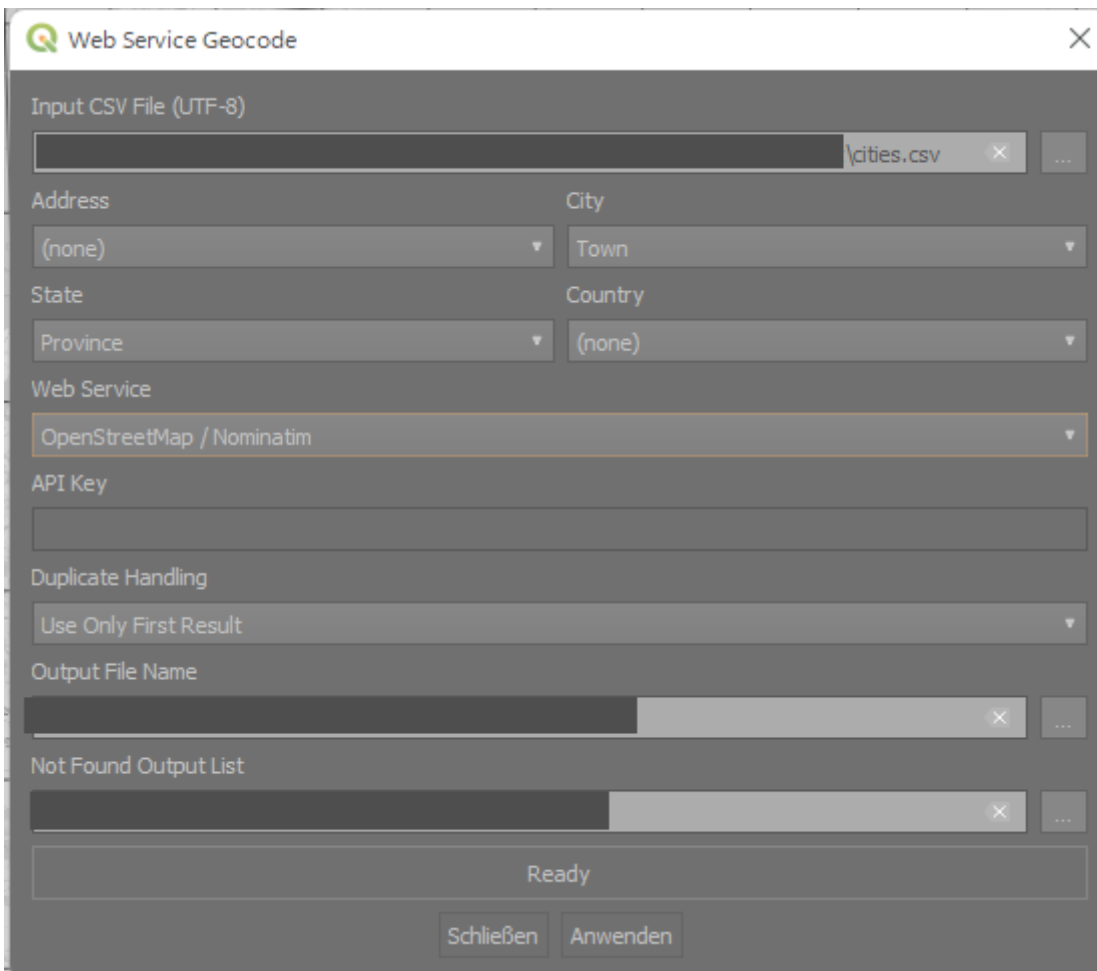 Web Service Geocode
Input CSV File (UTF-8)
\cities.csv
...
Address City
(none) Town
State Country
Province (none)
Web Service
OpenStreetMap / Nominatim
API Key
Duplicate Handling
Use Only First Result
Output File Name
...
Not Found Output List
...
Ready
Schließen Anwenden